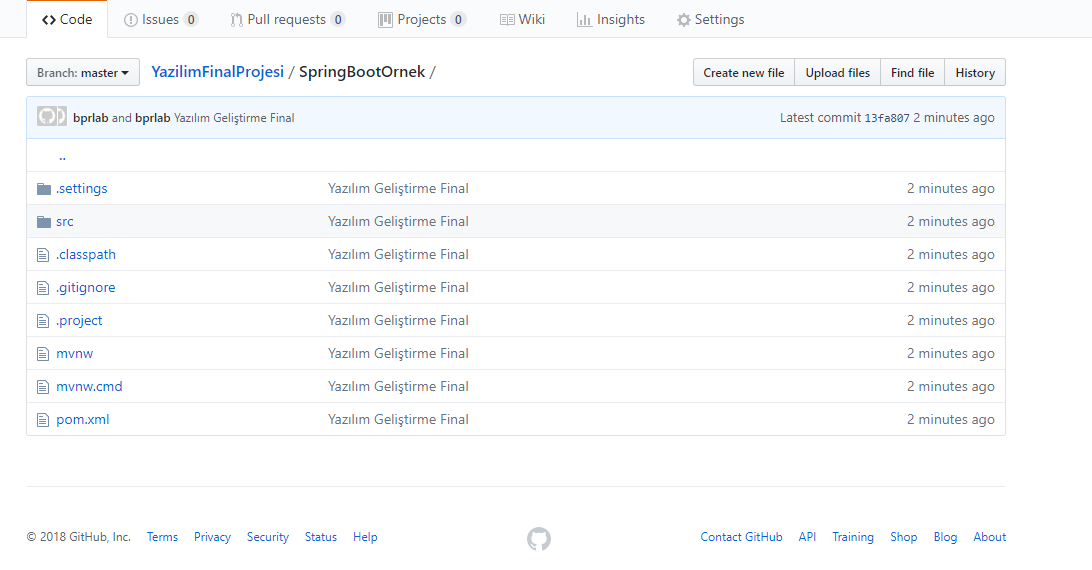 Code Issues 0 Pull requests 0 Projects 0 Wiki Insights Settings
Branch: master YazilimFinalProjesi / SpringBootOrnek / Create new file Upload files Find file History
bprlab and bprlab Yazılım Geliştirme Final Latest commit 13fa807 2 minutes ago
..
.settings Yazılım Geliştirme Final 2 minutes ago
src Yazılım Geliştirme Final 2 minutes ago
.classpath Yazılım Geliştirme Final 2 minutes ago
.gitignore Yazılım Geliştirme Final 2 minutes ago
.project Yazılım Geliştirme Final 2 minutes ago
mvnw Yazılım Geliştirme Final 2 minutes ago
mvnw.cmd Yazılım Geliştirme Final 2 minutes ago
pom.xml Yazılım Geliştirme Final 2 minutes ago
© 2018 GitHub, Inc. Terms Privacy Security Status Help Contact GitHub API Training Shop Blog About